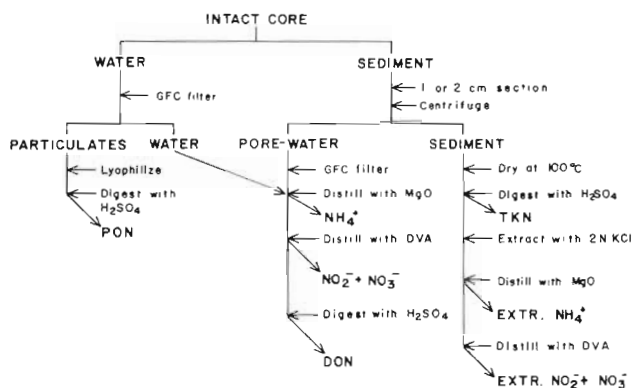 INTACT CORE
WATER SEDIMENT
GFC filter
1 or 2 cm section
Centrifuge
PARTICULATES WATER PORE-WATER SEDIMENT
Lyophilize GFC filter Dry at 100°C
Digest with H₂SO₄ Distill with MgO Digest with H₂SO₄
PON NH₄⁺ TKN
Distill with DVA Extract with 2N KCl
NO₂⁻ + NO₃⁻ Distill with MgO
Digest with H₂SO₄ EXTR. NH₄⁺
DON Distill with DVA
EXTR. NO₂⁻ + NO₃⁻